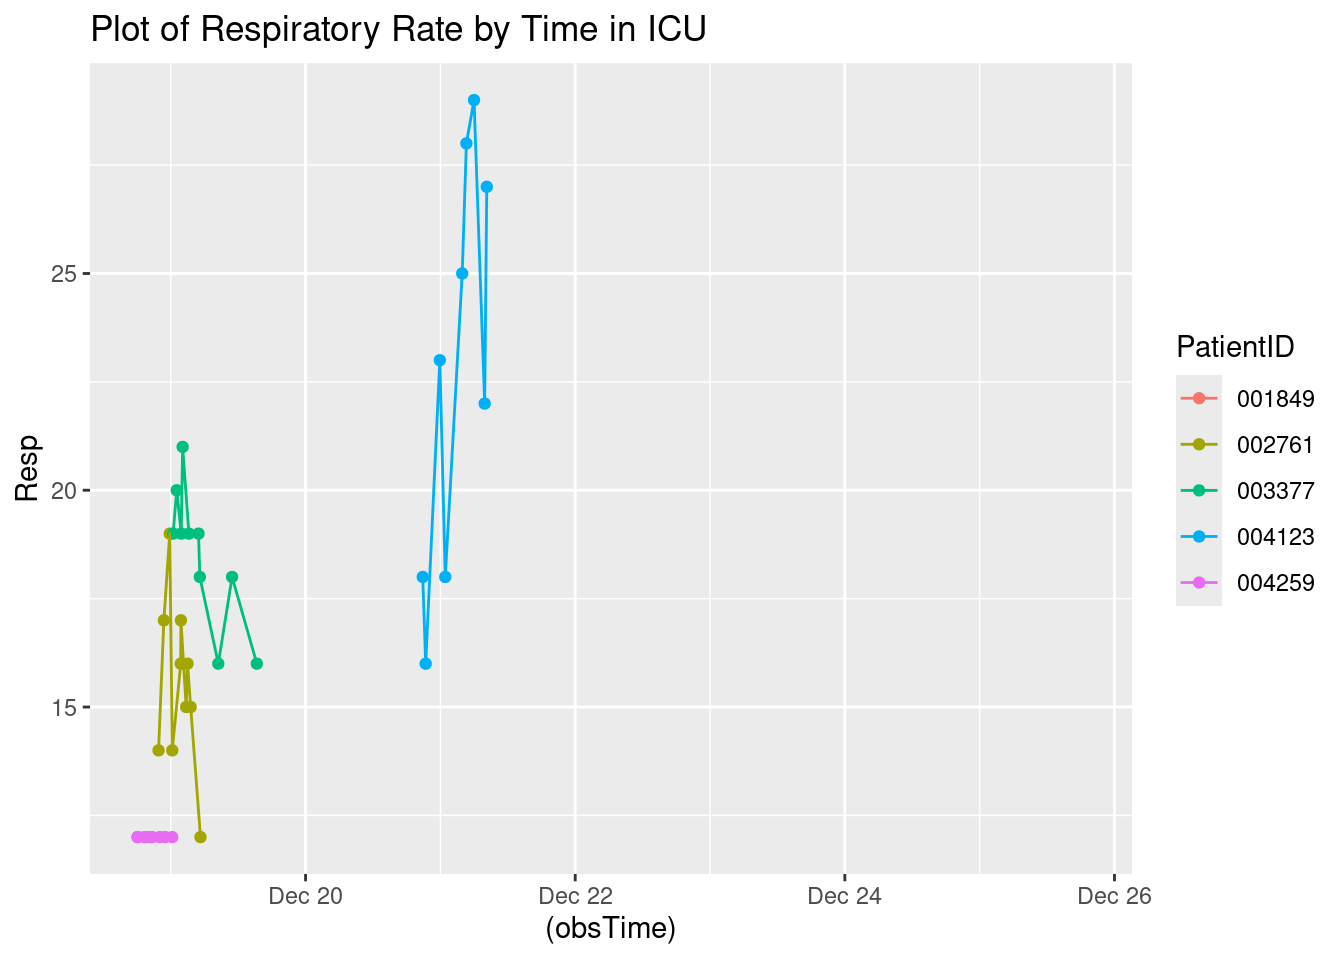 Plot of Respiratory Rate by Time in ICU
Resp
25
20
15
Dec 20
Dec 22
Dec 24
Dec 26
(obsTime)
PatientID
001849
002761
003377
004123
004259